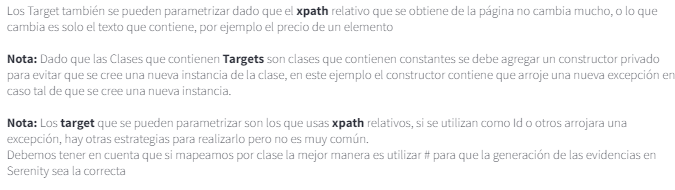 Los Target también se pueden parametrizar dado que el xpath relativo que se obtiene de la página no cambia mucho, o lo que
cambia es solo el texto que contiene, por ejemplo el precio de un elemento
Nota: Dado que las Clases que contienen Targets son clases que contienen constantes se debe agregar un constructor privado
para evitar que se cree una nueva instancia de la clase, en este ejemplo el constructor contiene que arroje una nueva excepción en
caso tal de que se cree una nueva instancia.
Nota: Los target que se pueden parametrizar son los que usas xpath relativos, si se utilizan como Id o otros arrojara una
excepción, hay otras estrategias para realizarlo pero no es muy común.
Debemos tener en cuenta que si mapeamos por clase la mejor manera es utilizar # para que la generación de las evidencias en
Serenity sea la correcta